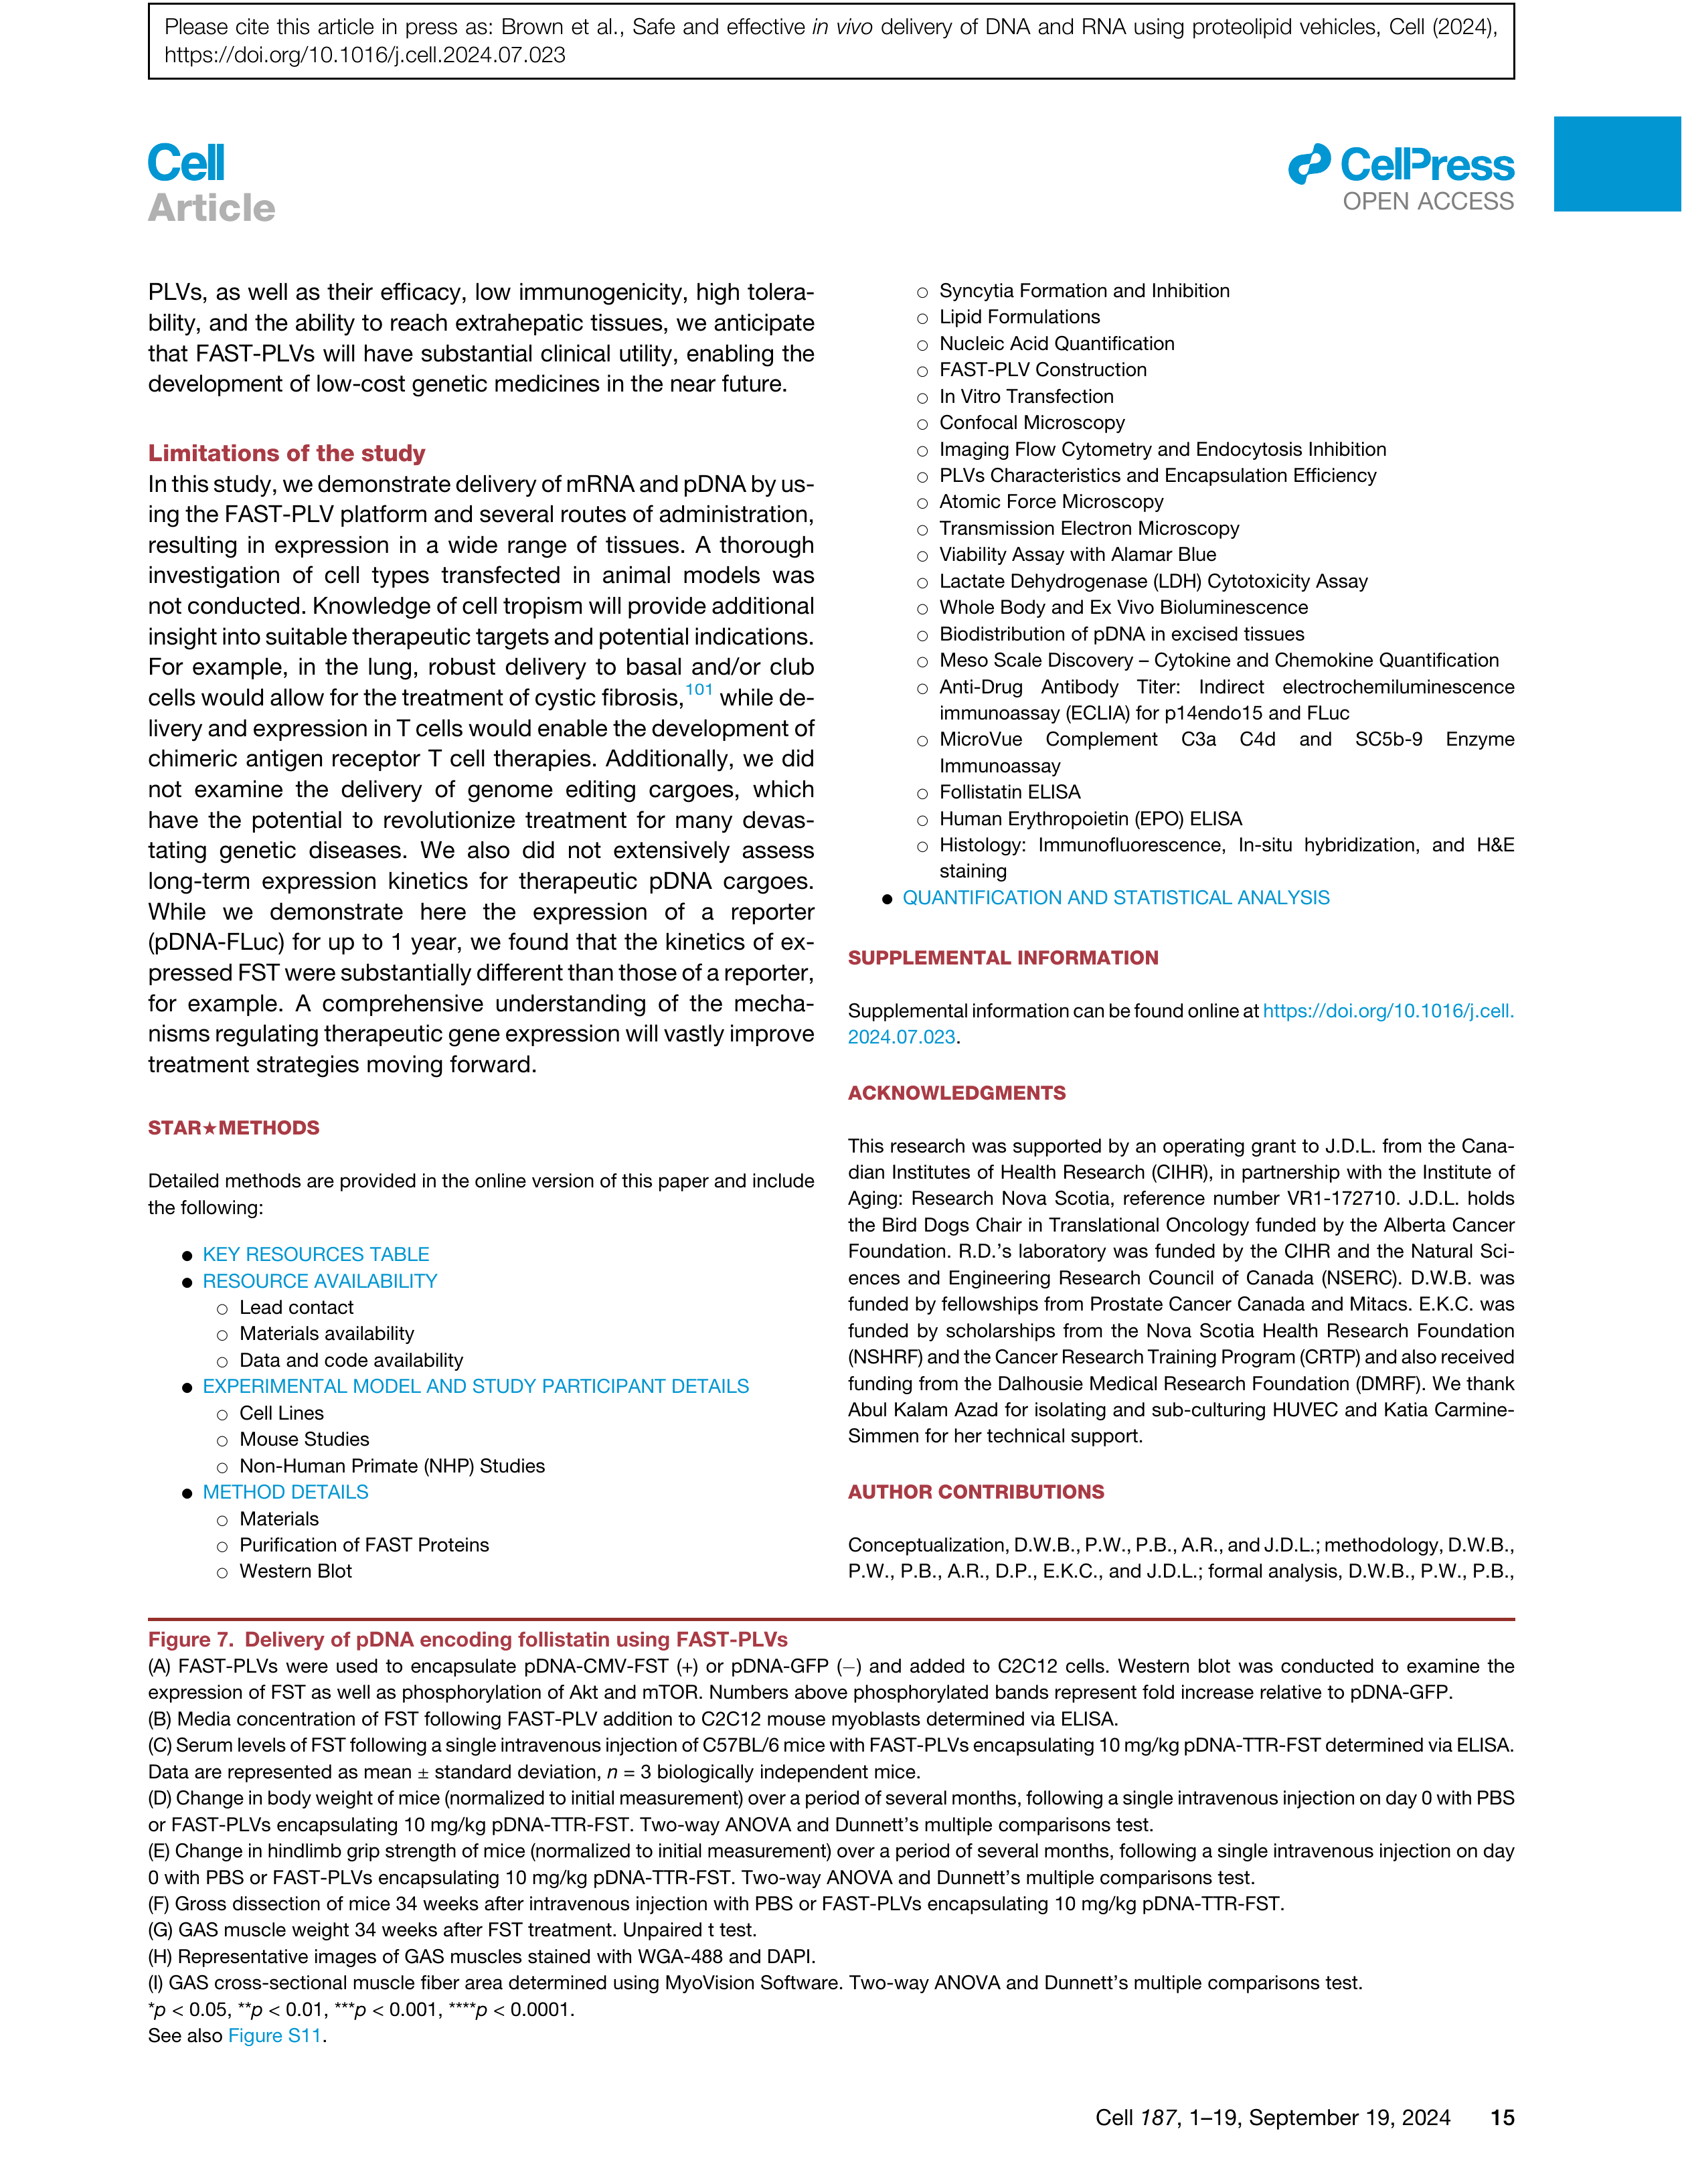 Please cite this article in press as: Brown et al., Safe and effective in vivo delivery of DNA and RNA using proteolipid vehicles, Cell (2024),
https://doi.org/10.1016/j.cell.2024.07.023
Cell
Article
CellPress
OPEN ACCESS
PLVs, as well as their efficacy, low immunogenicity, high tolera-
bility, and the ability to reach extrahepatic tissues, we anticipate
that FAST-PLVs will have substantial clinical utility, enabling the
development of low-cost genetic medicines in the near future.
Limitations of the study
In this study, we demonstrate delivery of mRNA and pDNA by us-
ing the FAST-PLV platform and several routes of administration,
resulting in expression in a wide range of tissues. A thorough
investigation of cell types transfected in animal models was
not conducted. Knowledge of cell tropism will provide additional
insight into suitable therapeutic targets and potential indications.
For example, in the lung, robust delivery to basal and/or club
cells would allow for the treatment of cystic fibrosis,101 while de-
livery and expression in T cells would enable the development of
chimeric antigen receptor T cell therapies. Additionally, we did
not examine the delivery of genome editing cargoes, which
have the potential to revolutionize treatment for many devas-
tating genetic diseases. We also did not extensively assess
long-term expression kinetics for therapeutic pDNA cargoes.
While we demonstrate here the expression of a reporter
(pDNA-FLuc) for up to 1 year, we found that the kinetics of ex-
pressed FST were substantially different than those of a reporter,
for example. A comprehensive understanding of the mecha-
nisms regulating therapeutic gene expression will vastly improve
treatment strategies moving forward.
STAR★METHODS
Detailed methods are provided in the online version of this paper and include
the following:
● KEY RESOURCES TABLE
● RESOURCE AVAILABILITY
○ Lead contact
○ Materials availability
○ Data and code availability
● EXPERIMENTAL MODEL AND STUDY PARTICIPANT DETAILS
○ Cell Lines
○ Mouse Studies
○ Non-Human Primate (NHP) Studies
● METHOD DETAILS
○ Materials
○ Purification of FAST Proteins
○ Western Blot
○ Syncytia Formation and Inhibition
○ Lipid Formulations
○ Nucleic Acid Quantification
○ FAST-PLV Construction
○ In Vitro Transfection
○ Confocal Microscopy
○ Imaging Flow Cytometry and Endocytosis Inhibition
○ PLVs Characteristics and Encapsulation Efficiency
○ Atomic Force Microscopy
○ Transmission Electron Microscopy
○ Viability Assay with Alamar Blue
○ Lactate Dehydrogenase (LDH) Cytotoxicity Assay
○ Whole Body and Ex Vivo Bioluminescence
○ Biodistribution of pDNA in excised tissues
○ Meso Scale Discovery – Cytokine and Chemokine Quantification
○ Anti-Drug Antibody Titer: Indirect electrochemiluminescence
immunoassay (ECLIA) for p14endo15 and FLuc
○ MicroVue Complement C3a C4d and SC5b-9 Enzyme
Immunoassay
○ Follistatin ELISA
○ Human Erythropoietin (EPO) ELISA
○ Histology: Immunofluorescence, In-situ hybridization, and H&E
staining
● QUANTIFICATION AND STATISTICAL ANALYSIS
SUPPLEMENTAL INFORMATION
Supplemental information can be found online at https://doi.org/10.1016/j.cell.
2024.07.023.
ACKNOWLEDGMENTS
This research was supported by an operating grant to J.D.L. from the Cana-
dian Institutes of Health Research (CIHR), in partnership with the Institute of
Aging: Research Nova Scotia, reference number VR1-172710. J.D.L. holds
the Bird Dogs Chair in Translational Oncology funded by the Alberta Cancer
Foundation. R.D.'s laboratory was funded by the CIHR and the Natural Sci-
ences and Engineering Research Council of Canada (NSERC). D.W.B. was
funded by fellowships from Prostate Cancer Canada and Mitacs. E.K.C. was
funded by scholarships from the Nova Scotia Health Research Foundation
(NSHRF) and the Cancer Research Training Program (CRTP) and also received
funding from the Dalhousie Medical Research Foundation (DMRF). We thank
Abul Kalam Azad for isolating and sub-culturing HUVEC and Katia Carmine-
Simmen for her technical support.
AUTHOR CONTRIBUTIONS
Conceptualization, D.W.B., P.W., P.B., A.R., and J.D.L.; methodology, D.W.B.,
P.W., P.B., A.R., D.P., E.K.C., and J.D.L.; formal analysis, D.W.B., P.W., P.B.,
Figure 7. Delivery of pDNA encoding follistatin using FAST-PLVs
(A) FAST-PLVs were used to encapsulate pDNA-CMV-FST (+) or pDNA-GFP (−) and added to C2C12 cells. Western blot was conducted to examine the
expression of FST as well as phosphorylation of Akt and mTOR. Numbers above phosphorylated bands represent fold increase relative to pDNA-GFP.
(B) Media concentration of FST following FAST-PLV addition to C2C12 mouse myoblasts determined via ELISA.
(C) Serum levels of FST following a single intravenous injection of C57BL/6 mice with FAST-PLVs encapsulating 10 mg/kg pDNA-TTR-FST determined via ELISA.
Data are represented as mean ± standard deviation, n = 3 biologically independent mice.
(D) Change in body weight of mice (normalized to initial measurement) over a period of several months, following a single intravenous injection on day 0 with PBS
or FAST-PLVs encapsulating 10 mg/kg pDNA-TTR-FST. Two-way ANOVA and Dunnett's multiple comparisons test.
(E) Change in hindlimb grip strength of mice (normalized to initial measurement) over a period of several months, following a single intravenous injection on day
0 with PBS or FAST-PLVs encapsulating 10 mg/kg pDNA-TTR-FST. Two-way ANOVA and Dunnett's multiple comparisons test.
(F) Gross dissection of mice 34 weeks after intravenous injection with PBS or FAST-PLVs encapsulating 10 mg/kg pDNA-TTR-FST.
(G) GAS muscle weight 34 weeks after FST treatment. Unpaired t test.
(H) Representative images of GAS muscles stained with WGA-488 and DAPI.
(I) GAS cross-sectional muscle fiber area determined using MyoVision Software. Two-way ANOVA and Dunnett's multiple comparisons test.
*p < 0.05, **p < 0.01, ***p < 0.001, ****p < 0.0001.
See also Figure S11.
Cell 187, 1–19, September 19, 2024 15